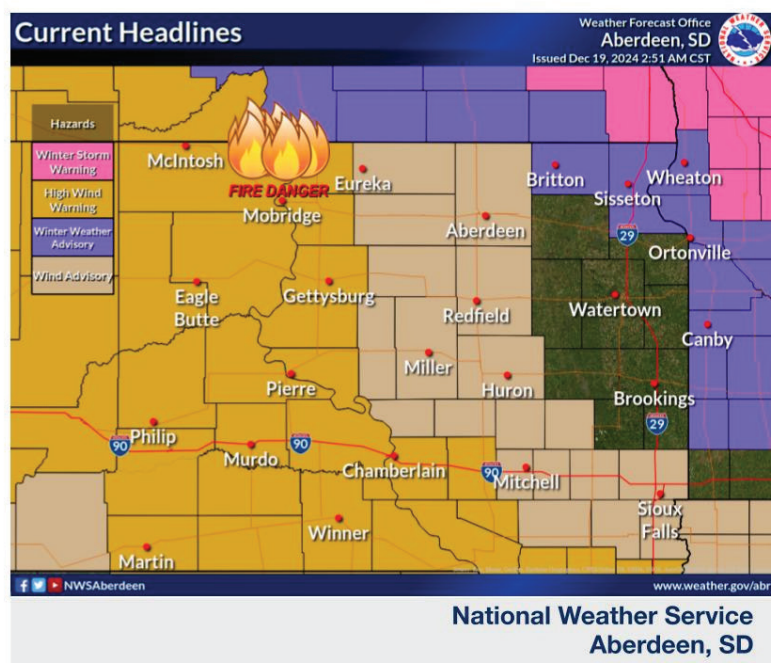 Current Headlines
Weather Forecast Office
Aberdeen, SD
Issued Dec 19, 2024 2:51 AM CST
NATIONAL WEATHER SERVICE
Hazards
Winter Storm
Warning
High Wind
Warning
Winter Weather
Advisory
Wind Advisory
McIntosh
FIRE DANGER
Eureka
Mobridge
Britton
Wheaton
Sisseton
Aberdeen
29
Ortonville
Eagle
Butte
Gettysburg
Redfield
Watertown
Canby
Miller
Pierre
Huron
Brookings
29
Philip
90
Murdo
90
Chamberlain
90
Mitchell
Sioux
Falls
Winner
Martin
NWSAberdeen
www.weather.gov/abr
National Weather Service
Aberdeen, SD